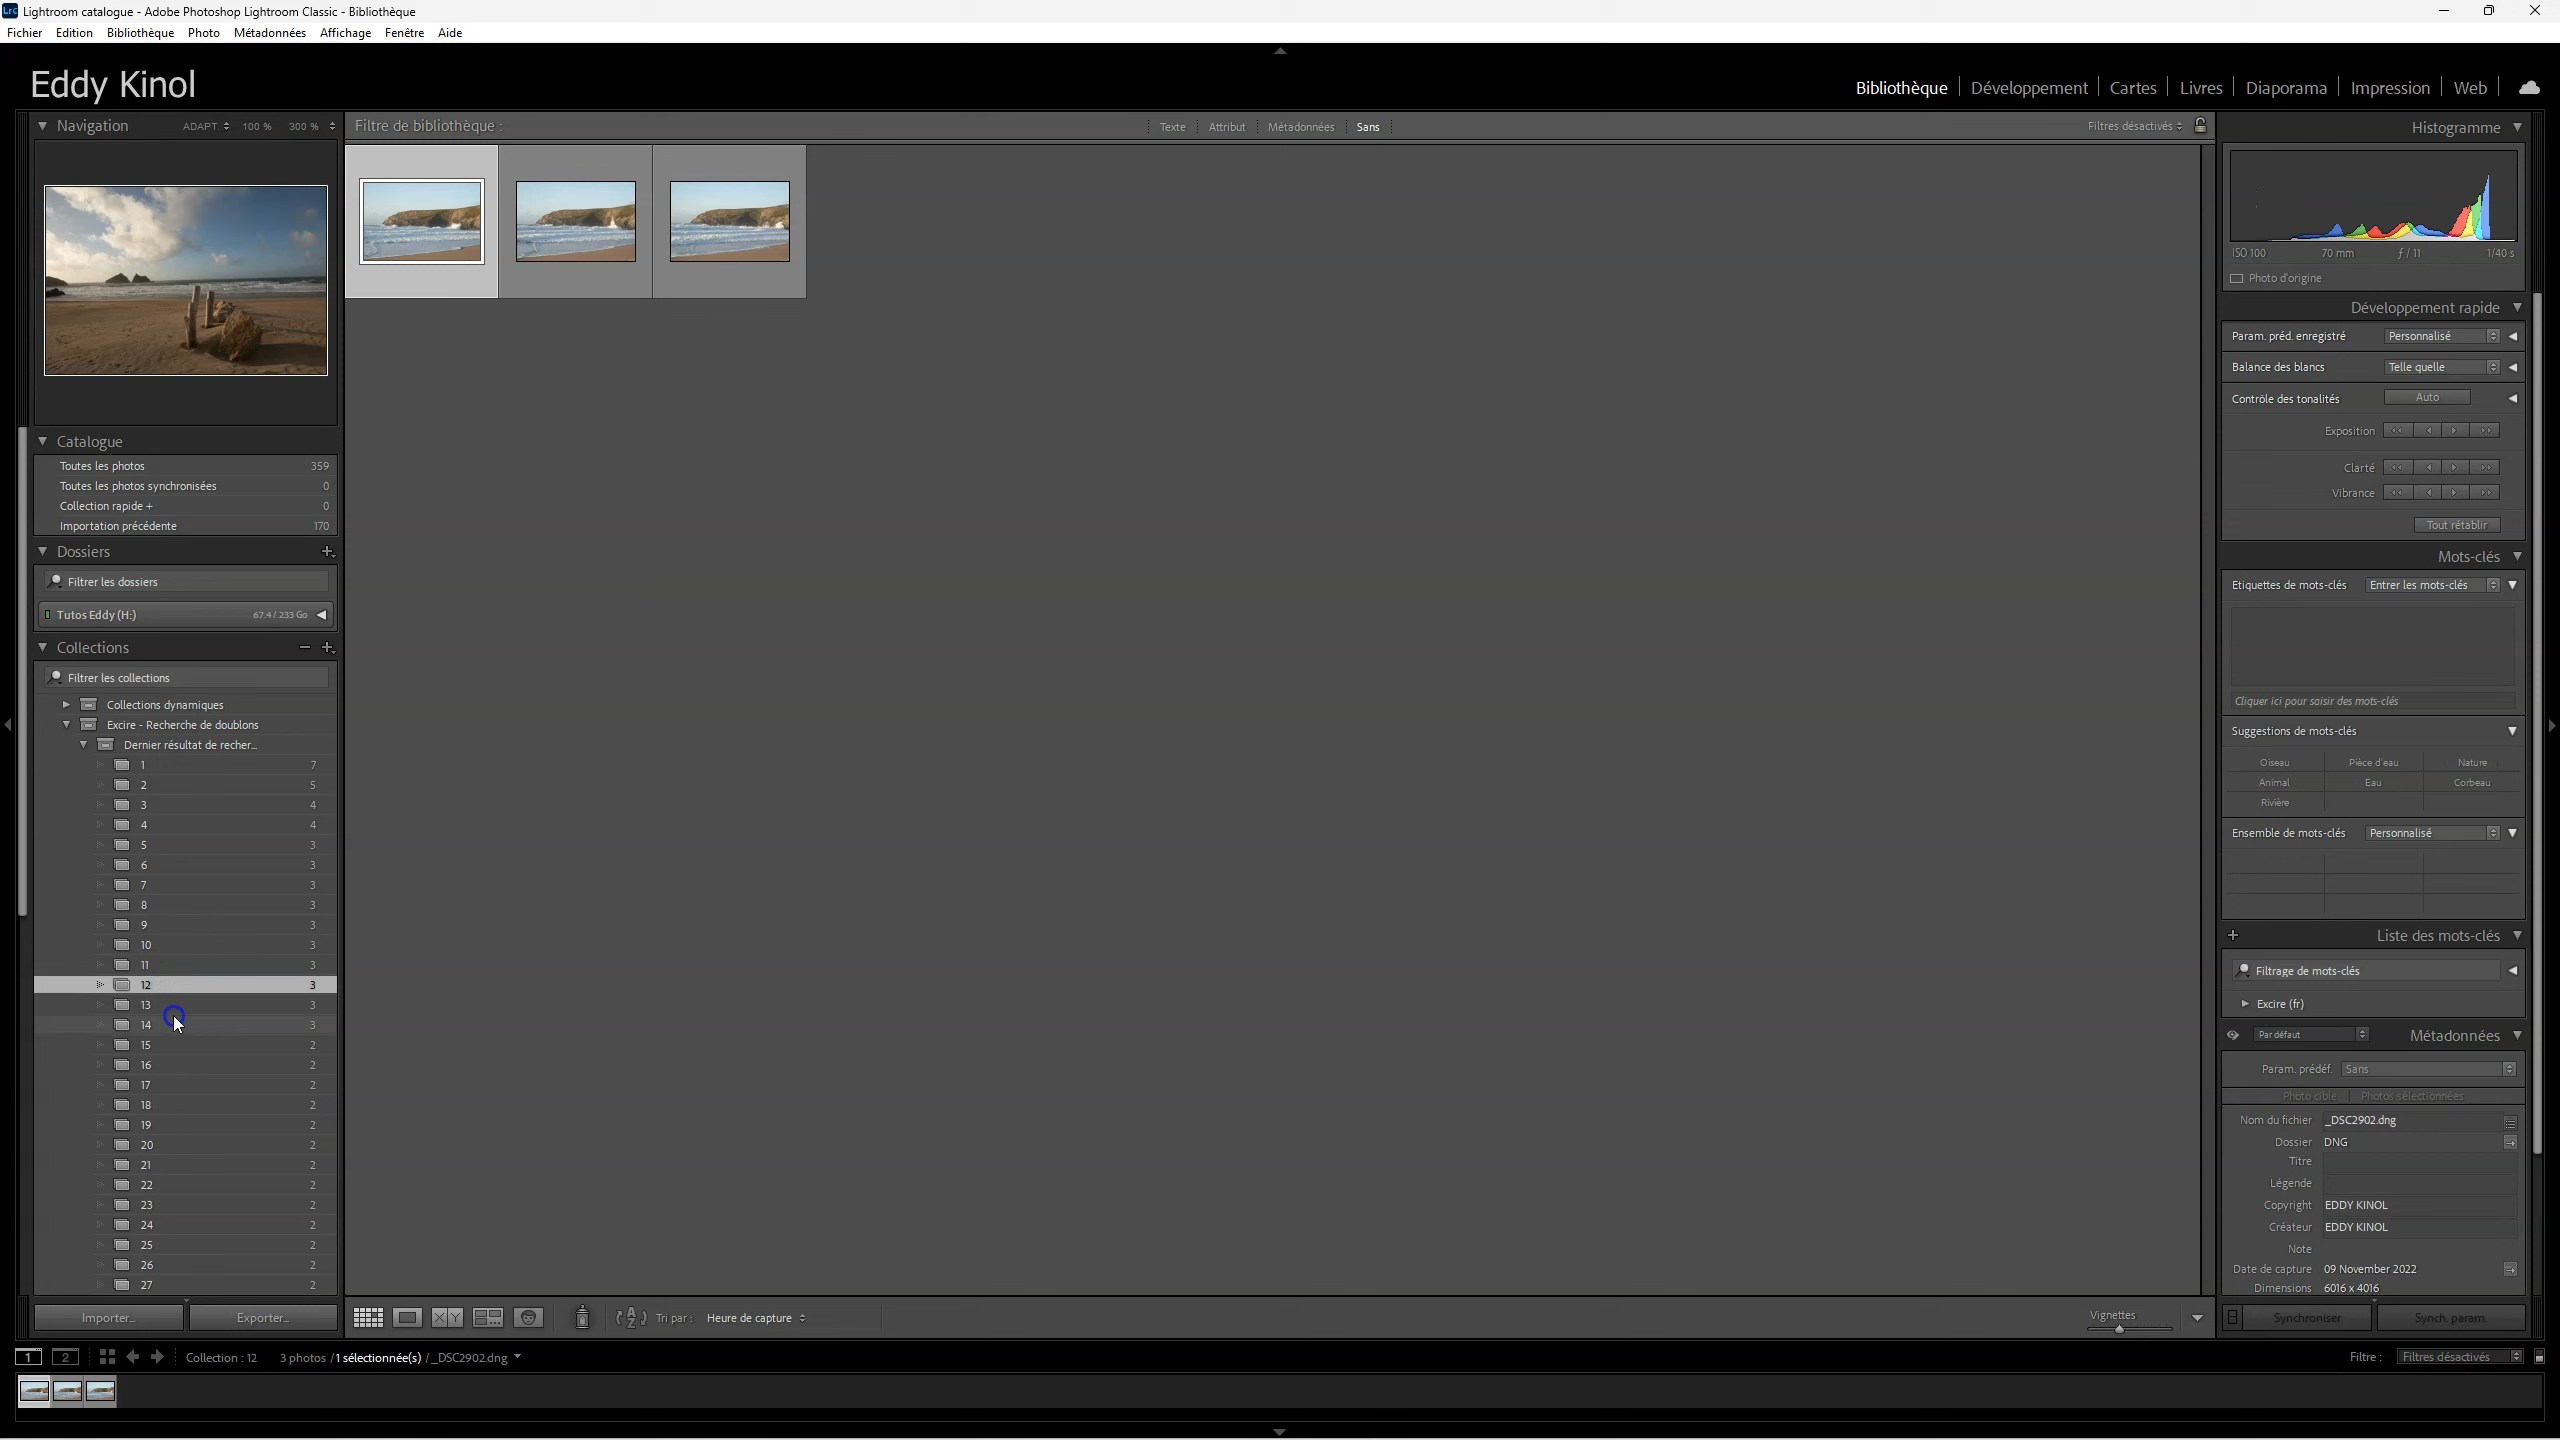 Lrc Lightroom catalogue - Adobe Photoshop Lightroom Classic - Bibliothèque
Fichier Edition Bibliothèque Photo Métadonnées Affichage Fenêtre Aide
Eddy Kinol
Bibliothèque Développement Cartes Livres Diaporama Impression Web
Navigation ADAPT. 100 % 300 %
Catalogue
Toutes les photos 359
Toutes les photos synchronisées 0
Collection rapide + 0
Importation précédente 170
Dossiers
Filtrer les dossiers
Tutos Eddy (H:) 67.4 / 233 Go
Collections
Filtrer les collections
Collections dynamiques
Excire - Recherche de doublons
Dernier résultat de recher...
1 7
2 5
3 4
4 4
5 3
6 3
7 3
8 3
9 3
10 3
11 3
12 3
13 3
14 3
15 2
16 2
17 2
18 2
19 2
20 2
21 2
22 2
23 2
24 2
25 2
26 2
27 2
Importer... Exporter...
Filtre de bibliothèque : Texte Attribut Métadonnées Sans Filtres désactivés
Tri par : Heure de capture Vignettes
Histogramme
ISO 100 70 mm ƒ / 11 1/40 s
Photo d'origine
Développement rapide
Param. préd. enregistré Personnalisé
Balance des blancs Telle quelle
Contrôle des tonalités Auto
Exposition
Clarté
Vibrance
Tout rétablir
Mots-clés
Etiquettes de mots-clés Entrer les mots-clés
Cliquer ici pour saisir des mots-clés
Suggestions de mots-clés
Oiseau Pièce d'eau Nature
Animal Eau Corbeau
Rivière
Ensemble de mots-clés Personnalisé
Liste des mots-clés
Filtrage de mots-clés
Excire (fr)
Par défaut Métadonnées
Param. prédéf. Sans
Photo cible Photos sélectionnées
Nom du fichier _DSC2902.dng
Dossier DNG
Titre
Légende
Copyright EDDY KINOL
Créateur EDDY KINOL
Note
Date de capture 09 November 2022
Dimensions 6016 x 4016
Synchroniser Synch. param.
1 2 Collection : 12 3 photos / 1 sélectionnée(s) / _DSC2902.dng Filtre : Filtres désactivés